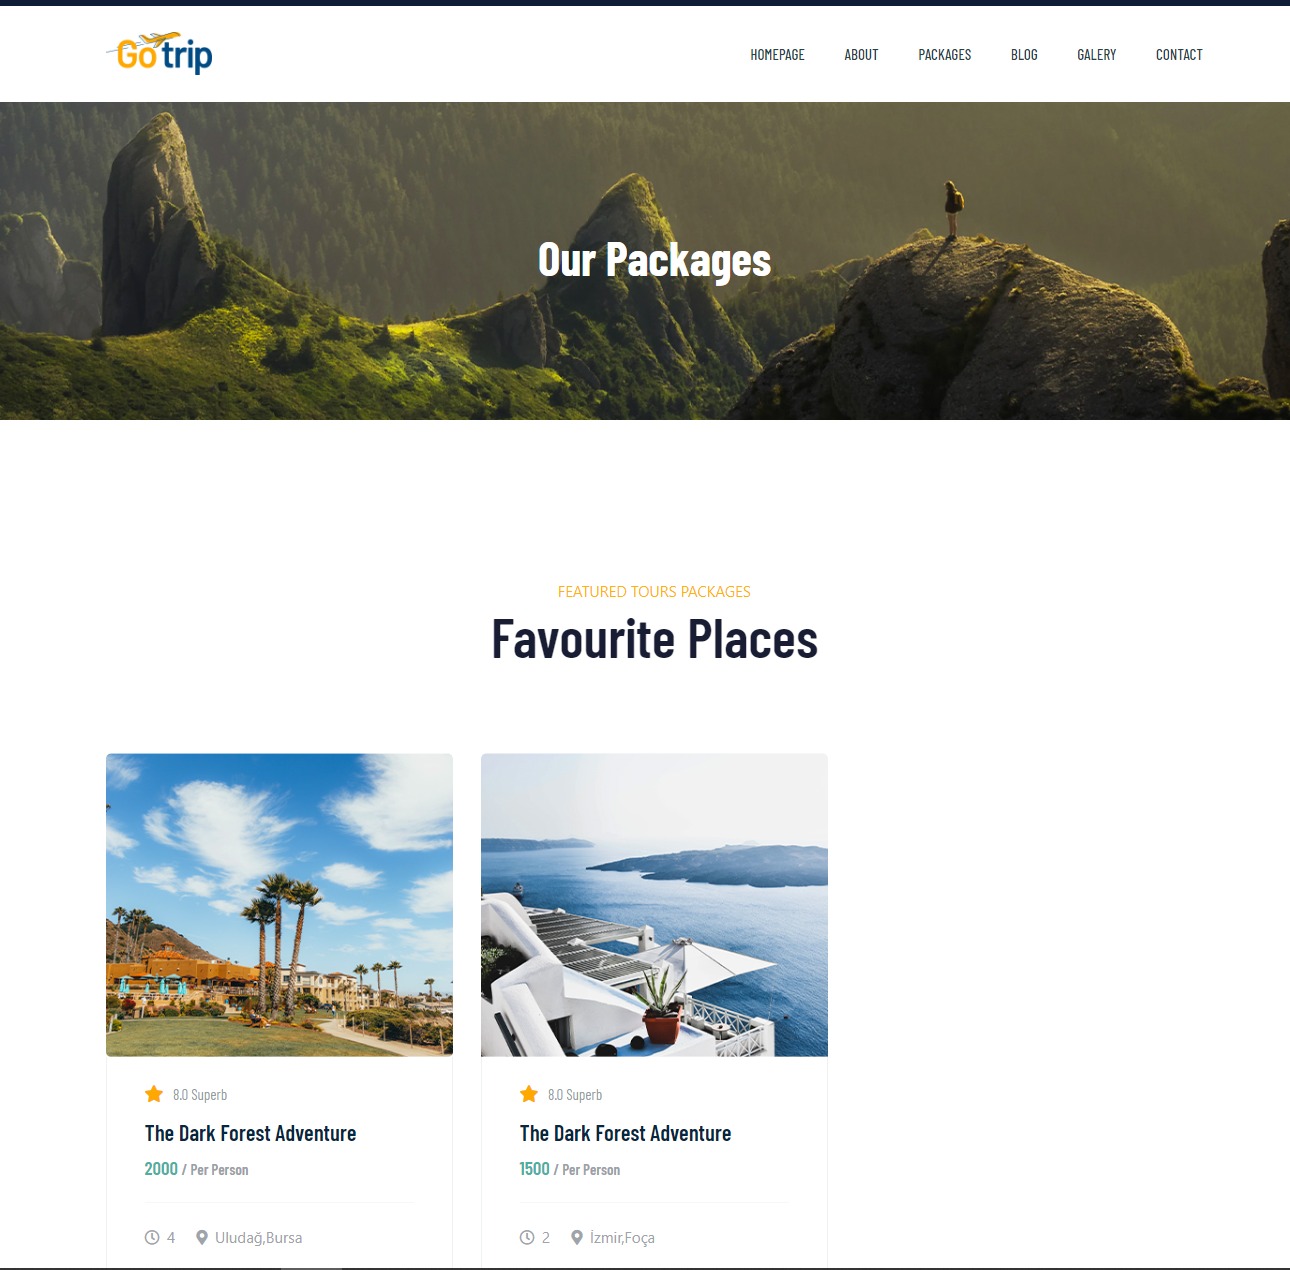 Go trip
HOMEPAGE ABOUT PACKAGES BLOG GALERY CONTACT
Our Packages
FEATURED TOURS PACKAGES
Favourite Places
8.0 Superb
The Dark Forest Adventure
2000 / Per Person
4 Uludağ,Bursa
8.0 Superb
The Dark Forest Adventure
1500 / Per Person
2 İzmir,Foça